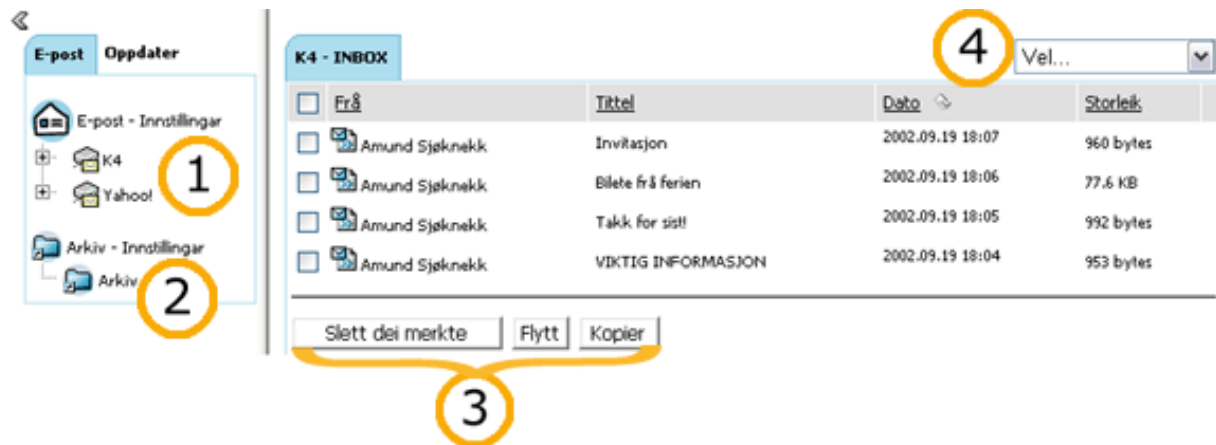 E-post Oppdater
E-post - Innstillingar
K4
Yahoo!
1
Arkiv - Innstillingar
Arkiv
2
K4 - INBOX
4
Vel...
Frå Tittel Dato Storleik
Amund Sjøknekk Invitasjon 2002.09.19 18:07 960 bytes
Amund Sjøknekk Bilete frå ferien 2002.09.19 18:06 77.6 KB
Amund Sjøknekk Takk for sist!! 2002.09.19 18:05 992 bytes
Amund Sjøknekk VIKTIG INFORMASJON 2002.09.19 18:04 953 bytes
Slett dei merkte Flytt Kopier
3